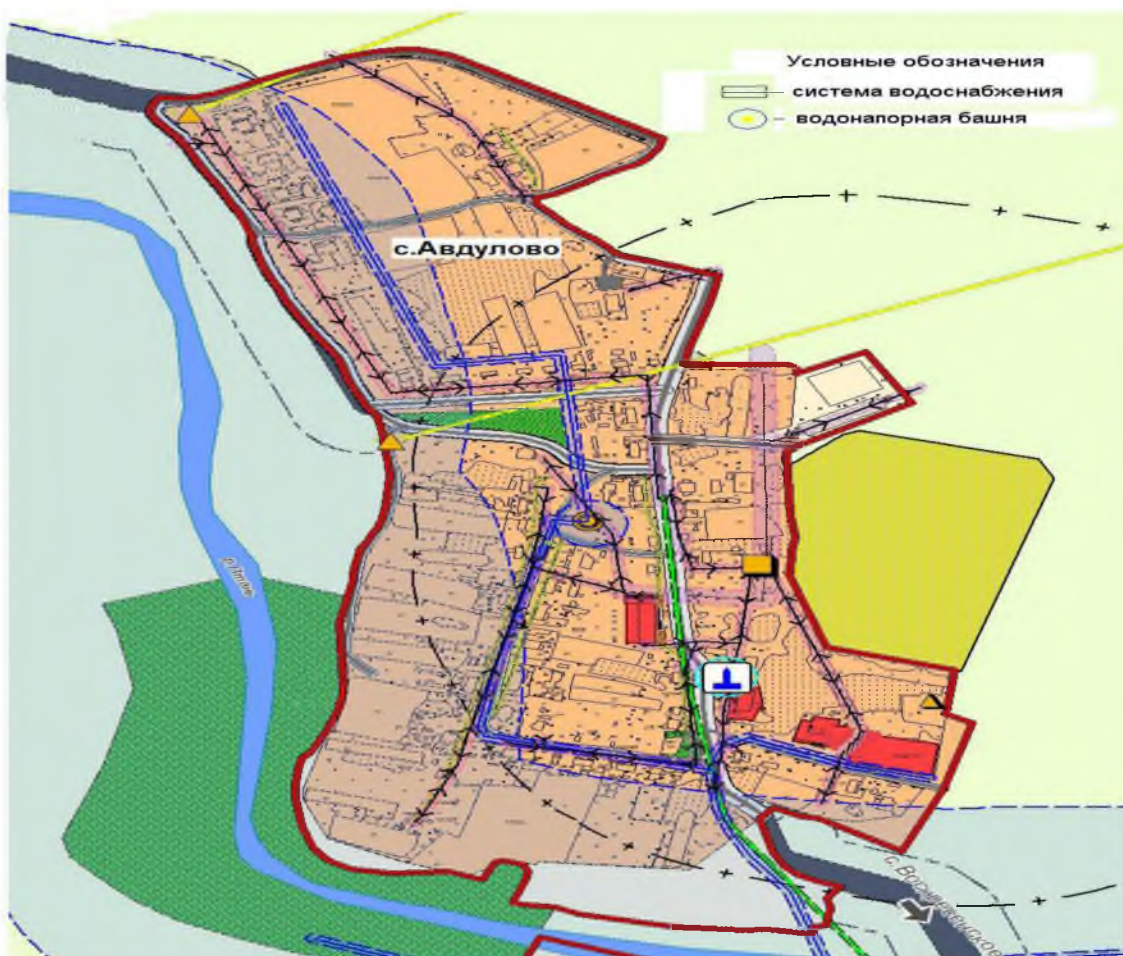 Условные обозначения
– система водоснабжения
– водонапорная башня
с.Авдулово